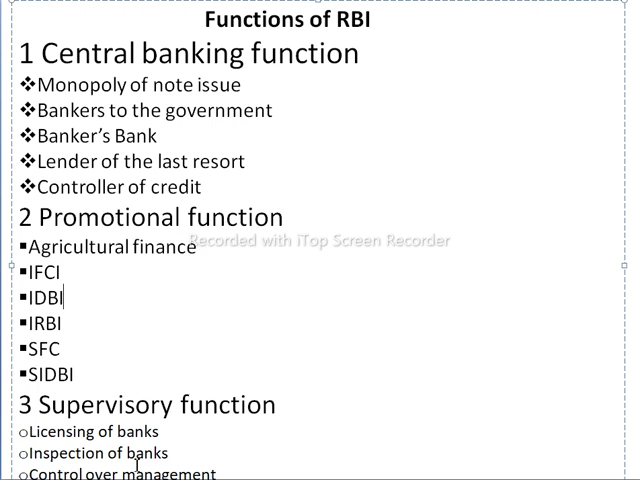 Functions of RBI
1 Central banking function
❖Monopoly of note issue
❖Bankers to the government
❖Banker’s Bank
❖Lender of the last resort
❖Controller of credit
2 Promotional function
▪Agricultural finance
Recorded with iTop Screen Recorder
▪IFCI
▪IDBI
▪IRBI
▪SFC
▪SIDBI
3 Supervisory function
oLicensing of banks
oInspection of banks
oControl over management